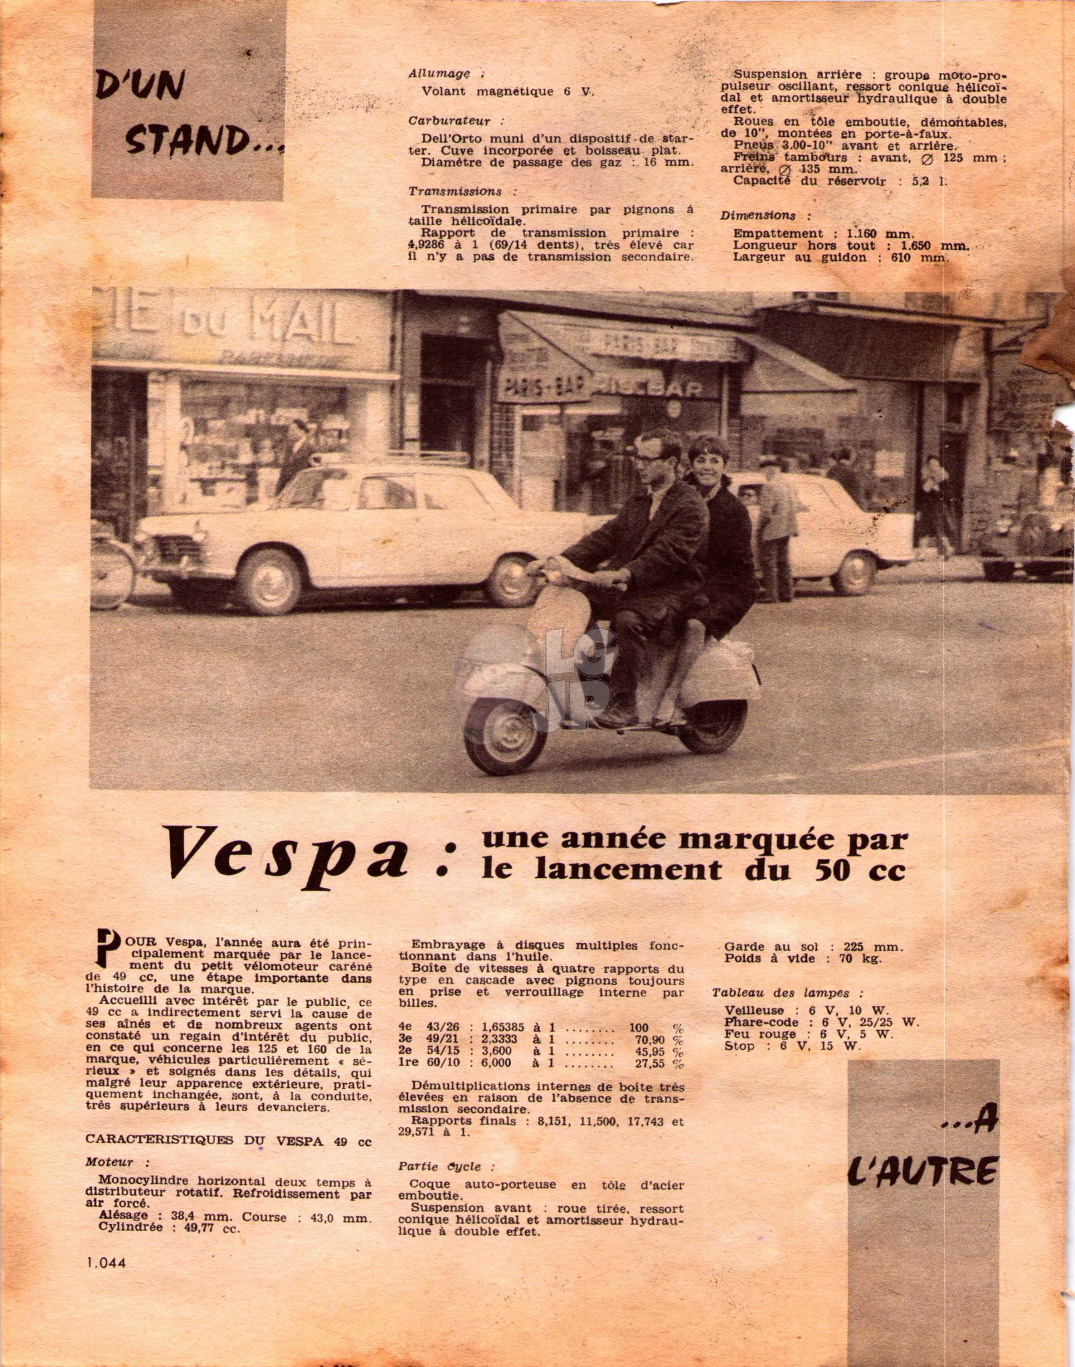 D'UN
STAND...
Allumage :
Volant magnétique 6 V.
Carburateur :
Dell'Orto muni d'un dispositif de star-
ter. Cuve incorporée et boisseau plat.
Diamètre de passage des gaz : 16 mm.
Transmissions :
Transmission primaire par pignons à
taille hélicoïdale.
Rapport de transmission primaire :
4,9286 à 1 (69/14 dents), très élevé car
il n'y a pas de transmission secondaire.
Suspension arrière : groupe moto-pro-
pulseur oscillant, ressort conique hélicoï-
dal et amortisseur hydraulique à double
effet.
Roues en tôle emboutie, démontables,
de 10", montées en porte-à-faux.
Pneus 3.00-10" avant et arrière.
Freins tambours : avant, ∅ 125 mm ;
arrière, ∅ 135 mm.
Capacité du réservoir : 5,2 l.
Dimensions :
Empattement : 1.160 mm.
Longueur hors tout : 1.650 mm.
Largeur au guidon : 610 mm.
IE DU MAIL
PARIS-BAR
PARIS-BAR
BAR
LGP
Vespa : une année marquée par
le lancement du 50 cc
POUR Vespa, l'année aura été prin-
cipalement marquée par le lance-
ment du petit vélomoteur caréné
de 49 cc, une étape importante dans
l'histoire de la marque.
Accueilli avec intérêt par le public, ce
49 cc a indirectement servi la cause de
ses aînés et de nombreux agents ont
constaté un regain d'intérêt du public,
en ce qui concerne les 125 et 160 de la
marque, véhicules particulièrement « sé-
rieux » et soignés dans les détails, qui
malgré leur apparence extérieure, prati-
quement inchangée, sont, à la conduite,
très supérieurs à leurs devanciers.
CARACTERISTIQUES DU VESPA 49 cc
Moteur :
Monocylindre horizontal deux temps à
distributeur rotatif. Refroidissement par
air forcé.
Alésage : 38,4 mm. Course : 43,0 mm.
Cylindrée : 49,77 cc.
1.044
Embrayage à disques multiples fonc-
tionnant dans l'huile.
Boîte de vitesses à quatre rapports du
type en cascade avec pignons toujours
en prise et verrouillage interne par
billes.
4e 43/26 : 1,65385 à 1 ........ 100 %
3e 49/21 : 2,3333 à 1 ........ 70,90 %
2e 54/15 : 3,600 à 1 ........ 45,95 %
1re 60/10 : 6,000 à 1 ........ 27,55 %
Démultiplications internes de boîte très
élevées en raison de l'absence de trans-
mission secondaire.
Rapports finals : 8,151, 11,500, 17,743 et
29,571 à 1.
Partie cycle :
Coque auto-porteuse en tôle d'acier
emboutie.
Suspension avant : roue tirée, ressort
conique hélicoïdal et amortisseur hydrau-
lique à double effet.
Garde au sol : 225 mm.
Poids à vide : 70 kg.
Tableau des lampes :
Veilleuse : 6 V, 10 W.
Phare-code : 6 V, 25/25 W.
Feu rouge : 6 V, 5 W.
Stop : 6 V, 15 W.
...A
L'AUTRE